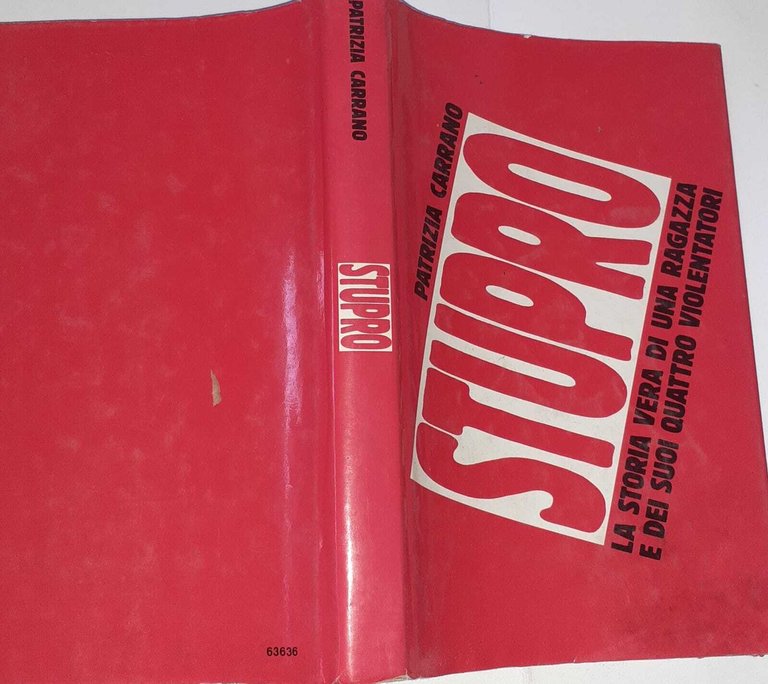 PATRIZIA CARRANO
STUPRO
63636
PATRIZIA CARRANO
STUPRO
LA STORIA VERA DI UNA RAGAZZA
E DEI SUOI QUATTRO VIOLENTATORI